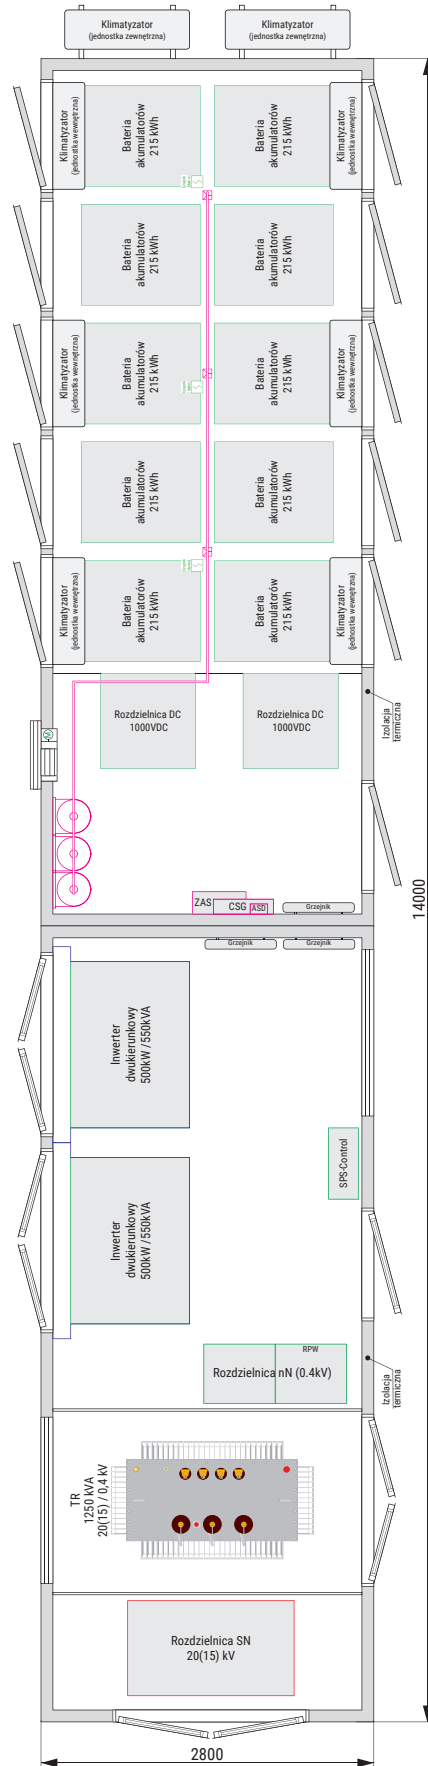 Klimatyzator
(jednostka zewnętrzna)
Klimatyzator
(jednostka zewnętrzna)
Klimatyzator
(jednostka wewnętrzna)
Bateria
akumulatorów
215 kWh
Bateria
akumulatorów
215 kWh
Klimatyzator
(jednostka wewnętrzna)
Bateria
akumulatorów
215 kWh
Bateria
akumulatorów
215 kWh
Klimatyzator
(jednostka wewnętrzna)
Bateria
akumulatorów
215 kWh
Bateria
akumulatorów
215 kWh
Klimatyzator
(jednostka wewnętrzna)
Bateria
akumulatorów
215 kWh
Bateria
akumulatorów
215 kWh
Klimatyzator
(jednostka wewnętrzna)
Bateria
akumulatorów
215 kWh
Bateria
akumulatorów
215 kWh
Klimatyzator
(jednostka wewnętrzna)
Rozdzielnica DC
1000VDC
Rozdzielnica DC
1000VDC
Izolacja
termiczna
M
14000
ZAS
CSG
ASD
Grzejnik
Grzejnik
Grzejnik
Inwerter
dwukierunkowy
500kW /550kVA
SPS-Control
Inwerter
dwukierunkowy
500kW /550kVA
RPW
Rozdzielnica nN (0.4kV)
Izolacja
termiczna
TR
1250 kVA
20(15) / 0,4 kV
Rozdzielnica SN
20(15) kV
2800